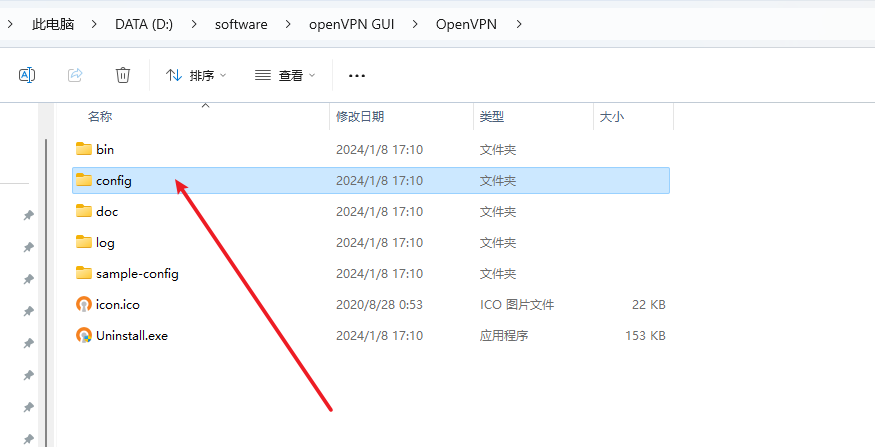 此电脑 DATA (D:) software openVPN GUI OpenVPN
排序 查看
名称 修改日期 类型 大小
bin 2024/1/8 17:10 文件夹
config 2024/1/8 17:10 文件夹
doc 2024/1/8 17:10 文件夹
log 2024/1/8 17:10 文件夹
sample-config 2024/1/8 17:10 文件夹
icon.ico 2020/8/28 0:53 ICO 图片文件 22 KB
Uninstall.exe 2024/1/8 17:10 应用程序 153 KB